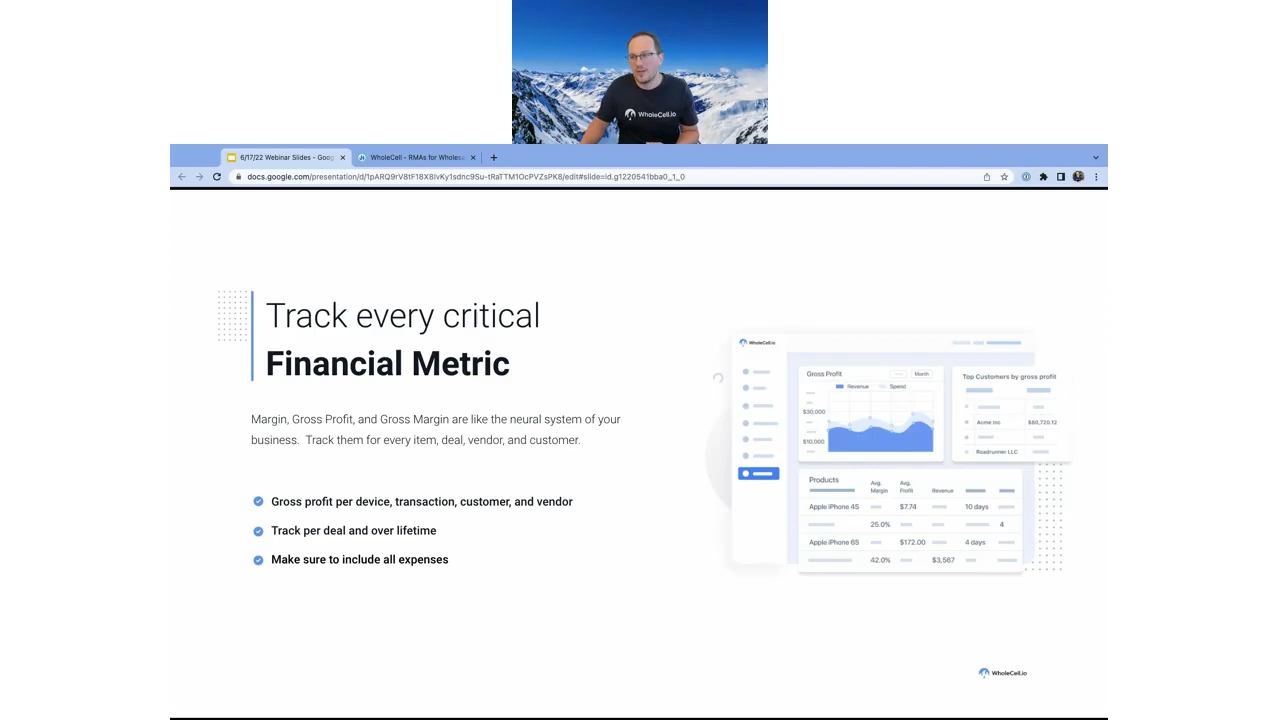 WholeCell.io
6/17/22 Webinar Slides - Goog
WholeCell - RMAs for Wholesa
docs.google.com/presentation/d/1pARQ9rV8tF18X8IvKy1sdnc9Su-tRaTTM1OcPVZsPK8/edit#slide=id.g1220541bba0_1_0
Track every critical
Financial Metric
Margin, Gross Profit, and Gross Margin are like the neural system of your
business. Track them for every item, deal, vendor, and customer.
Gross profit per device, transaction, customer, and vendor
Track per deal and over lifetime
Make sure to include all expenses
WholeCell.io
Gross Profit
Month
Revenue
Spend
$30,000
$10,000
Top Customers by gross profit
Acme Inc
$80,720.12
Roadrunner LLC
Products
Avg. Margin
Avg. Profit
Revenue
Apple iPhone 4S
$7.74
10 days
25.0%
4
Apple iPhone 6S
$172.00
4 days
42.0%
$3,567
WholeCell.io